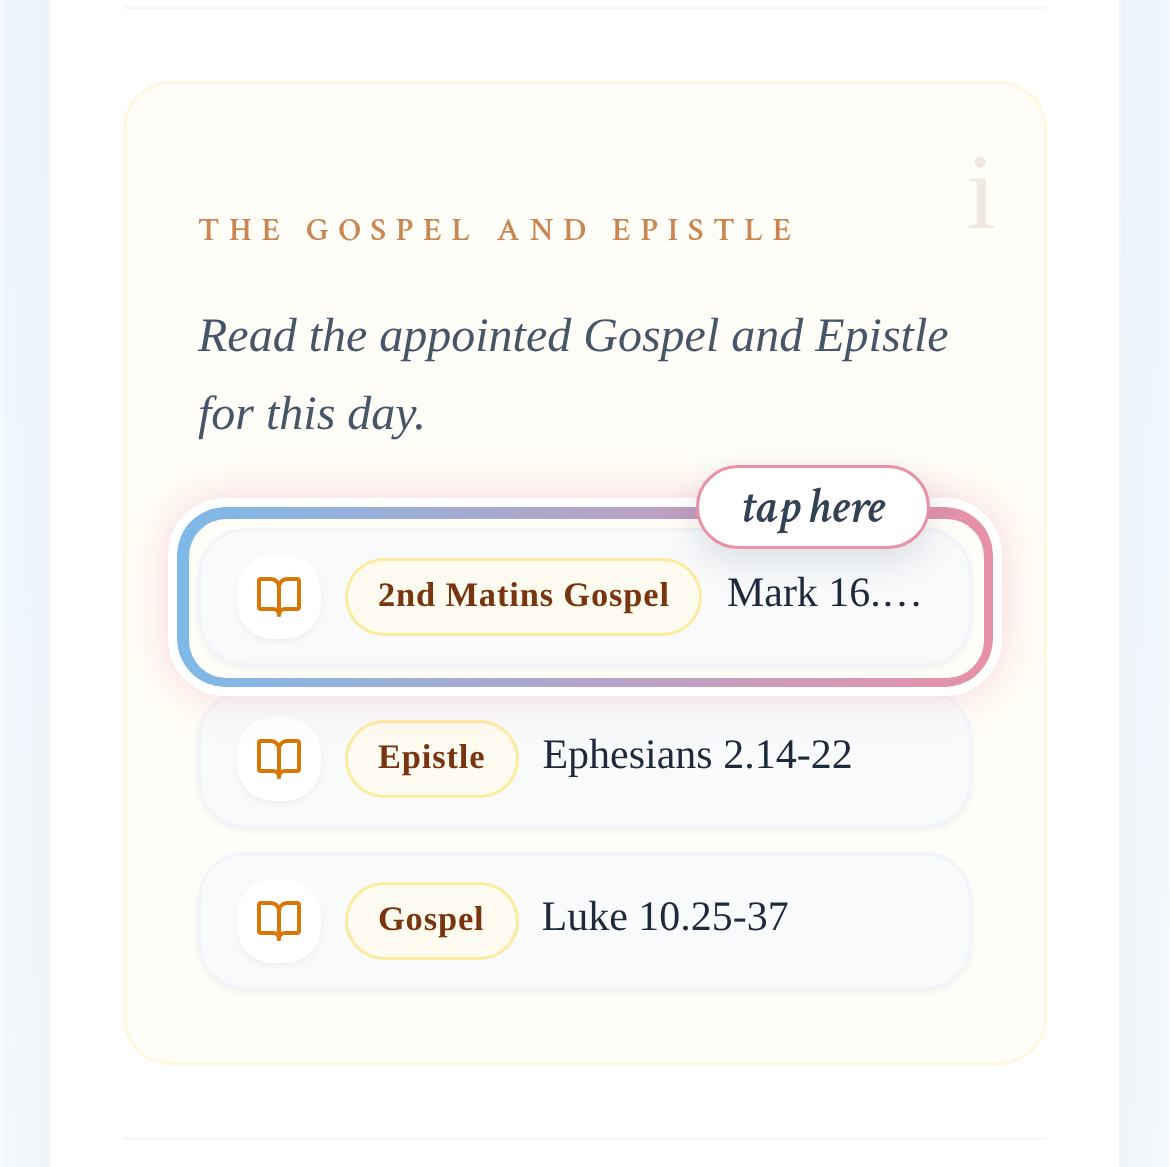 i
THE GOSPEL AND EPISTLE
Read the appointed Gospel and Epistle
for this day.
tap here
2nd Matins Gospel Mark 16.…
Epistle Ephesians 2.14-22
Gospel Luke 10.25-37